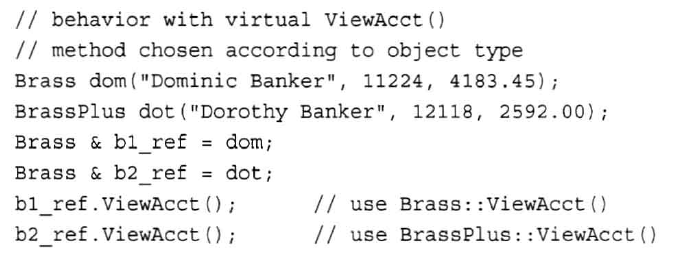 // behavior with virtual ViewAcct()
// method chosen according to object type
Brass dom("Dominic Banker", 11224, 4183.45);
BrassPlus dot("Dorothy Banker", 12118, 2592.00);
Brass & b1_ref = dom;
Brass & b2_ref = dot;
b1_ref.ViewAcct();      // use Brass::ViewAcct()
b2_ref.ViewAcct();      // use BrassPlus::ViewAcct()